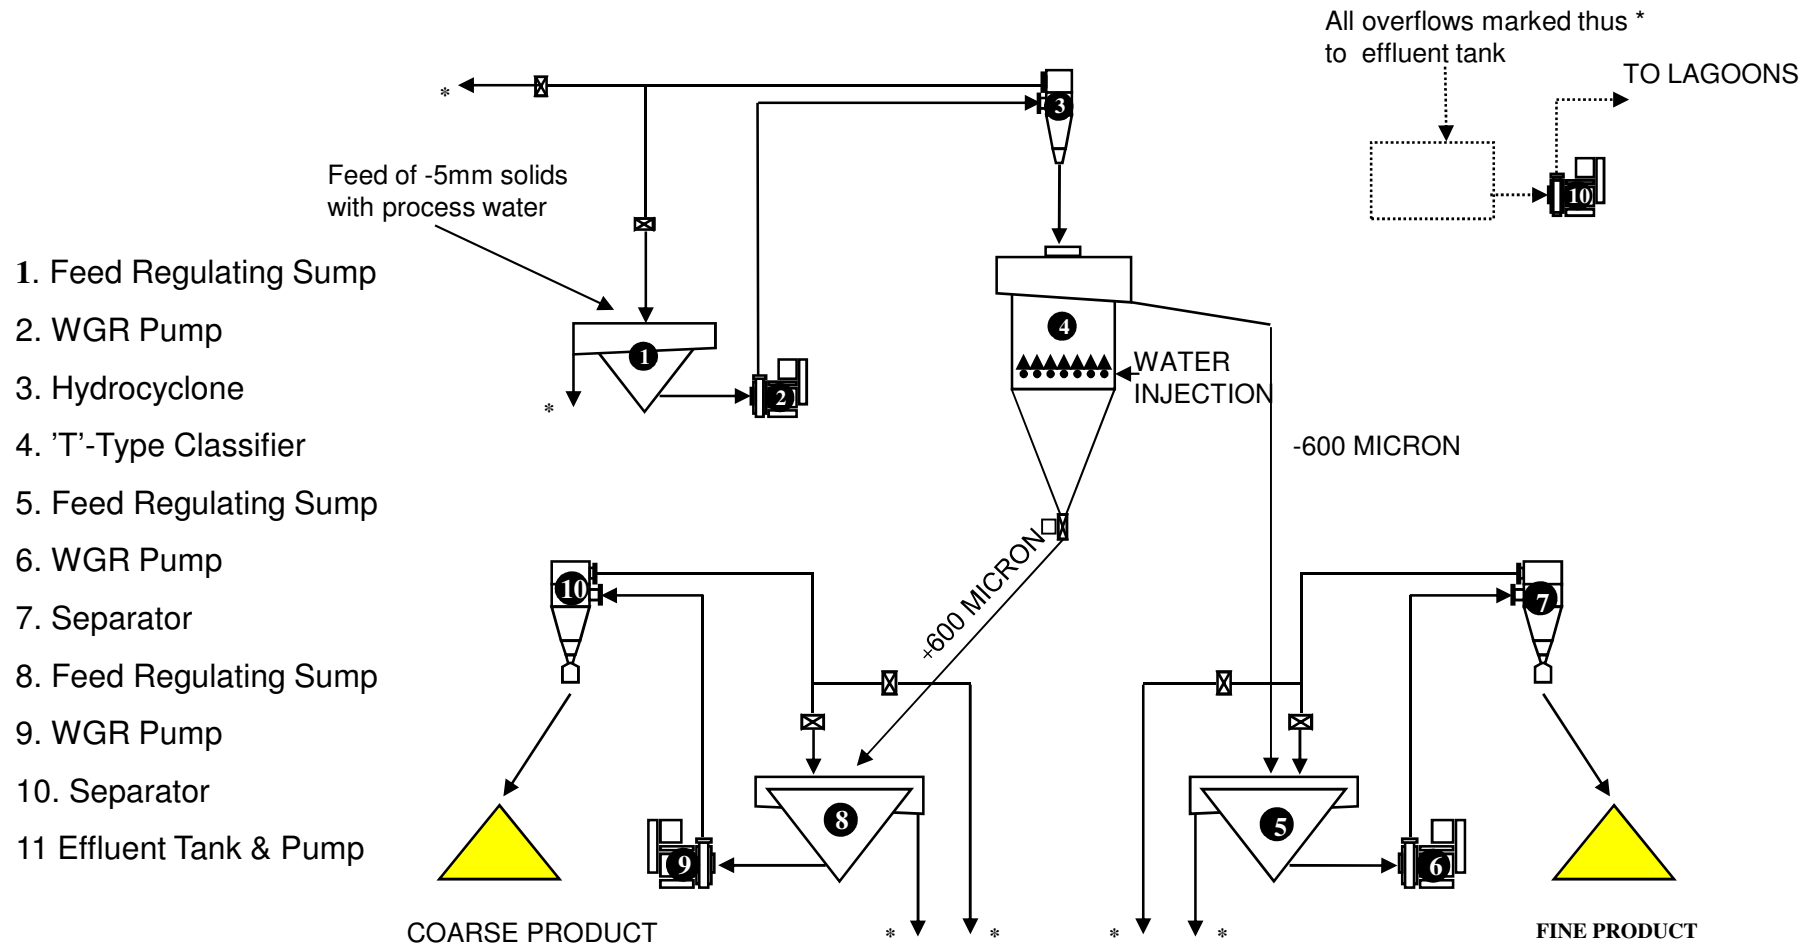 All overflows marked thus *
to effluent tank
TO LAGOONS
*
3
Feed of -5mm solids
with process water
10
1. Feed Regulating Sump
2. WGR Pump
3. Hydrocyclone
4. 'T'-Type Classifier
5. Feed Regulating Sump
6. WGR Pump
7. Separator
8. Feed Regulating Sump
9. WGR Pump
10. Separator
11 Effluent Tank & Pump
1
2
*
4
WATER
INJECTION
-600 MICRON
+600 MICRON
10
7
8
5
9
6
COARSE PRODUCT
*
*
*
*
FINE PRODUCT